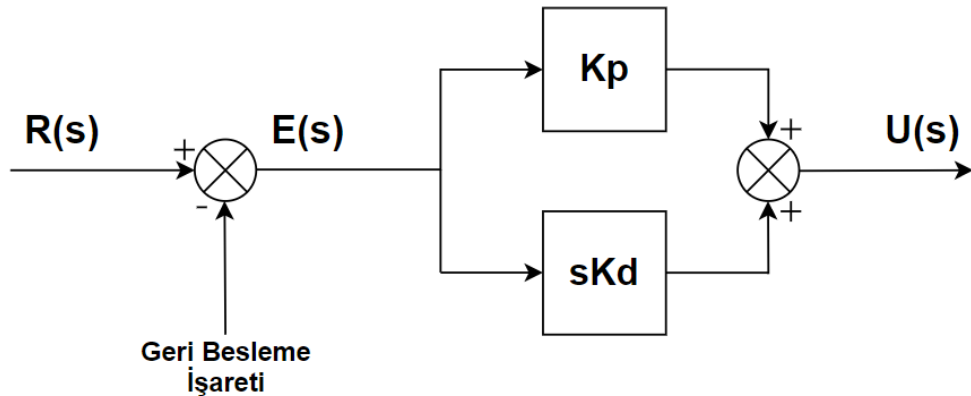 Kp
R(s)
E(s)
U(s)
+
+
-
+
sKd
Geri Besleme
İşareti